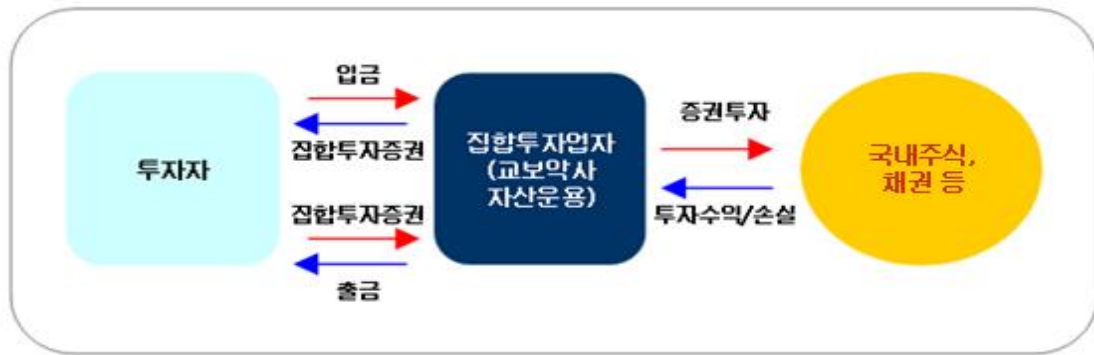 투자자
입금
집합투자증권
집합투자증권
출금
집합투자업자
(교보악사
자산운용)
증권투자
투자수익/손실
국내주식,
채권 등